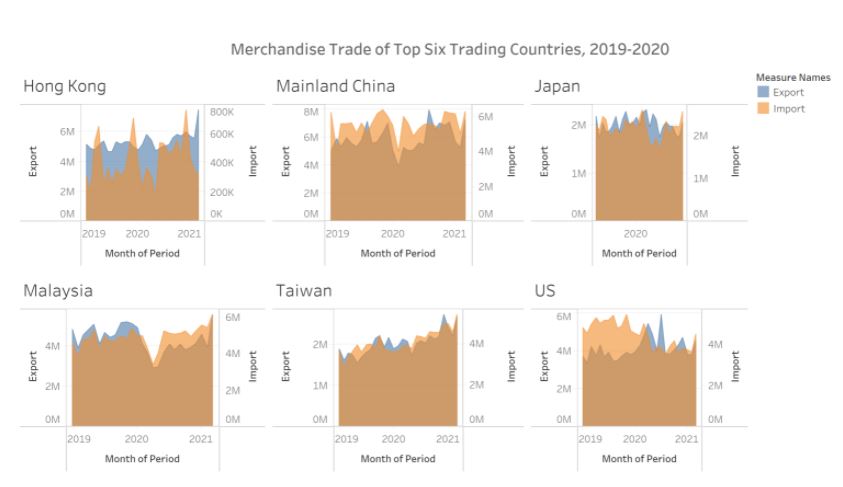 Merchandise Trade of Top Six Trading Countries, 2019-2020
Measure Names
Export
Import
Hong Kong
Export
6M
4M
2M
0M
800K
600K
400K
200K
0K
Import
2019 2020 2021
Month of Period
Mainland China
Export
8M
6M
4M
2M
0M
6M
4M
2M
0M
Import
2019 2020 2021
Month of Period
Japan
Export
2M
1M
0M
2M
1M
0M
Import
2020
Month of Period
Malaysia
Export
4M
2M
0M
6M
4M
2M
0M
Import
2019 2020 2021
Month of Period
Taiwan
Export
2M
1M
0M
4M
2M
0M
Import
2019 2020 2021
Month of Period
US
Export
6M
4M
2M
0M
4M
2M
0M
Import
2019 2020 2021
Month of Period